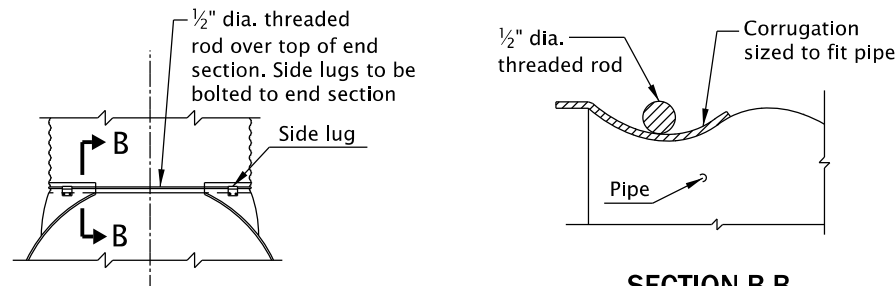 ½" dia. threaded
rod over top of end
section. Side lugs to be
bolted to end section
B
Side lug
B
½" dia.
threaded rod
Corrugation
sized to fit pipe
Pipe
SECTION B-B